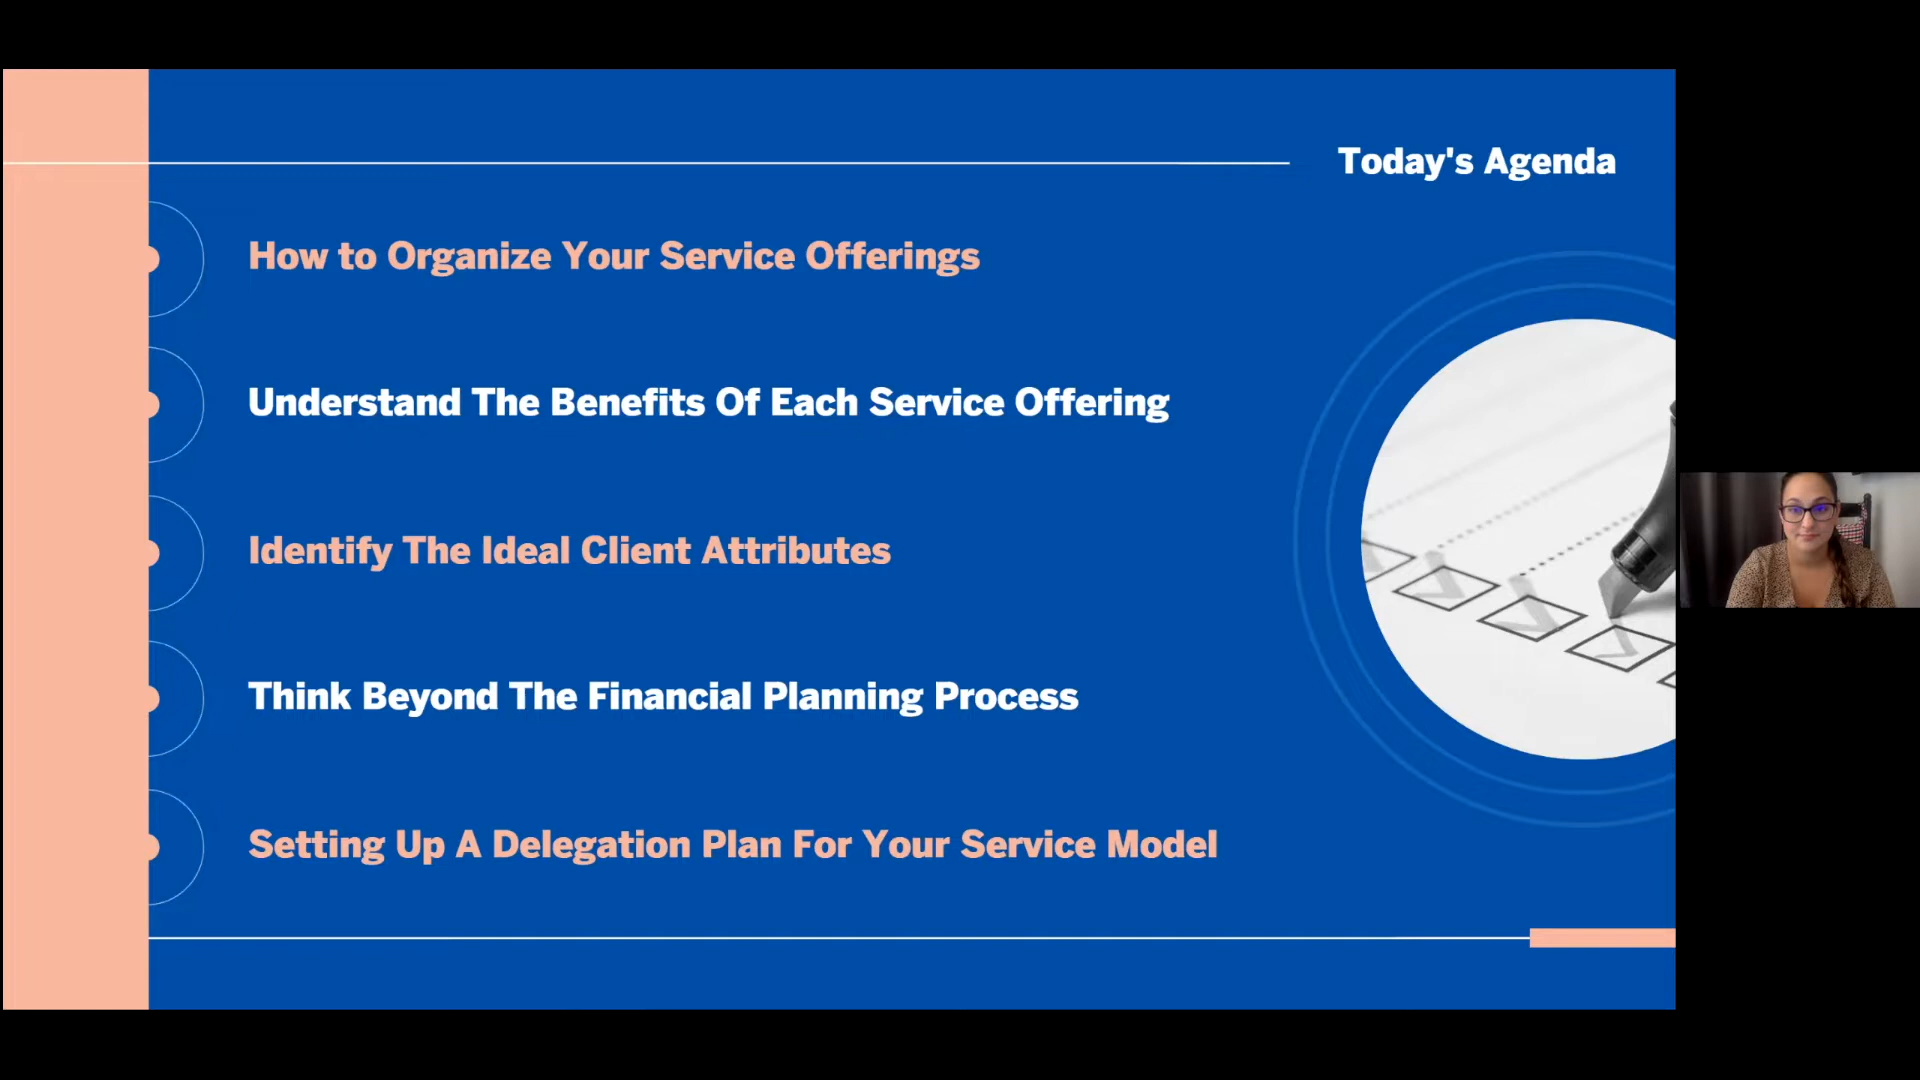 Today's Agenda
How to Organize Your Service Offerings
Understand The Benefits Of Each Service Offering
Identify The Ideal Client Attributes
Think Beyond The Financial Planning Process
Setting Up A Delegation Plan For Your Service Model